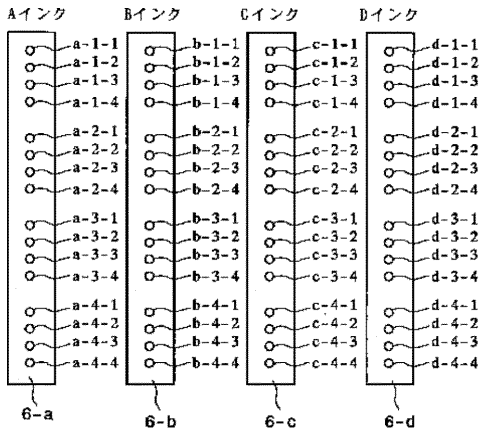 Aインク Bインク Cインク Dインク
a-1-1 b-1-1 c-1-1 d-1-1
a-1-2 b-1-2 c-1-2 d-1-2
a-1-3 b-1-3 c-1-3 d-1-3
a-1-4 b-1-4 c-1-4 d-1-4
a-2-1 b-2-1 c-2-1 d-2-1
a-2-2 b-2-2 c-2-2 d-2-2
a-2-3 b-2-3 c-2-3 d-2-3
a-2-4 b-2-4 c-2-4 d-2-4
a-3-1 b-3-1 c-3-1 d-3-1
a-3-2 b-3-2 c-3-2 d-3-2
a-3-3 b-3-3 c-3-3 d-3-3
a-3-4 b-3-4 c-3-4 d-3-4
a-4-1 b-4-1 c-4-1 d-4-1
a-4-2 b-4-2 c-4-2 d-4-2
a-4-3 b-4-3 c-4-3 d-4-3
a-4-4 b-4-4 c-4-4 d-4-4
6-a 6-b 6-c 6-d